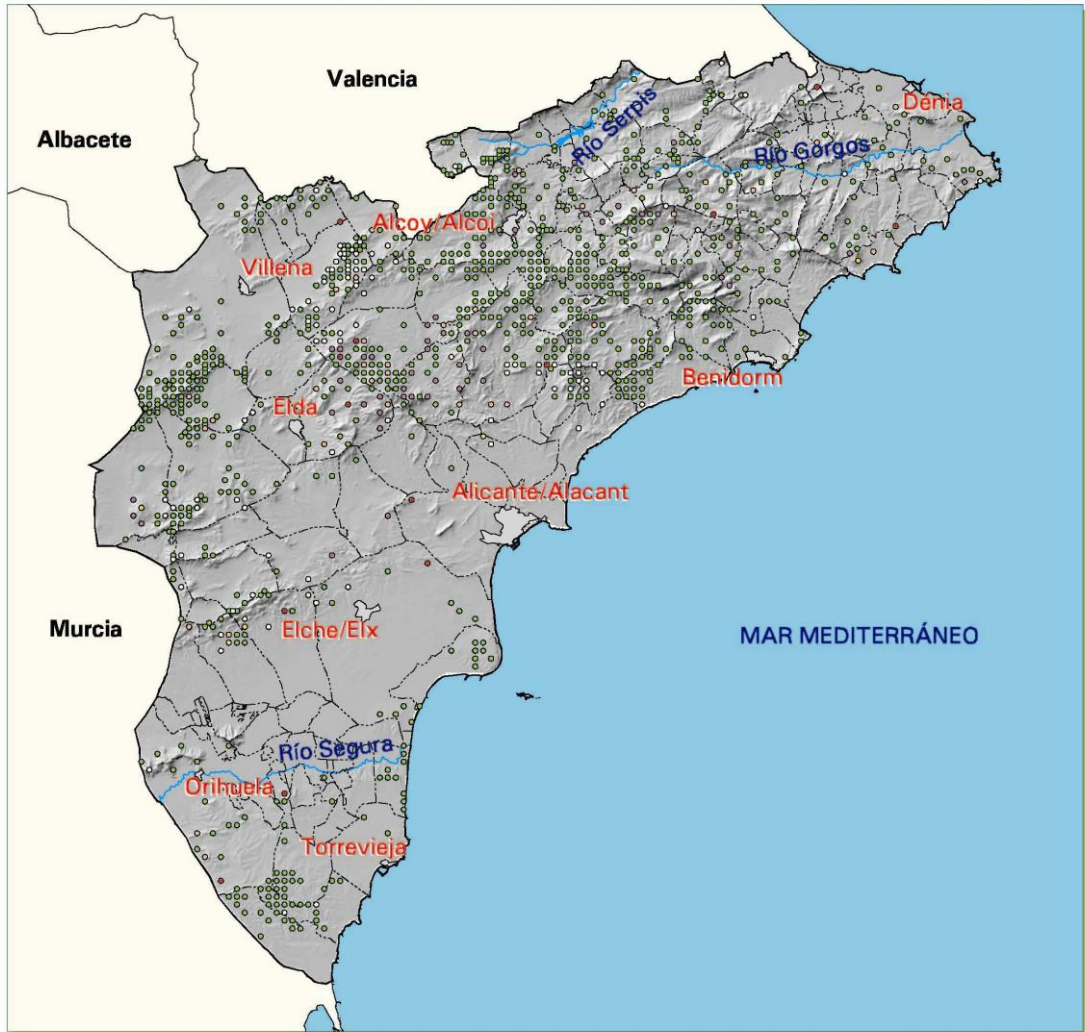 Valencia
Albacete
Dénia
Río Serpis
Río Gorgos
Alcoy/Alcoi
Villena
Benidorm
Elda
Alicante/Alacant
Murcia
Elche/Elx
MAR MEDITERRÁNEO
Río Segura
Orihuela
Torrevieja